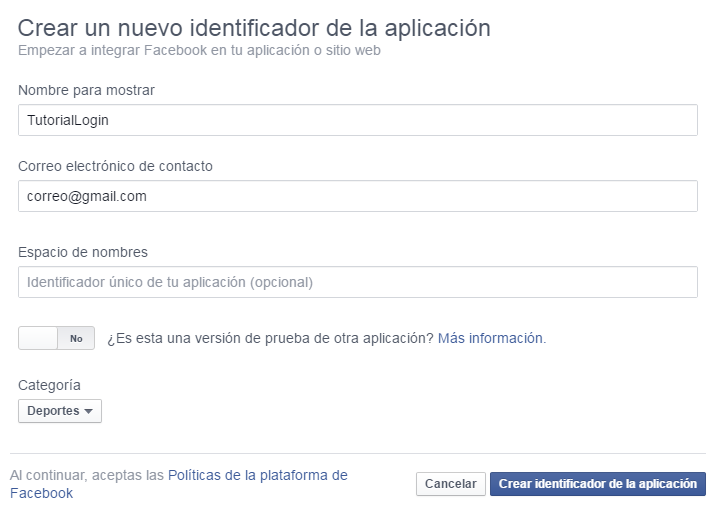 Crear un nuevo identificador de la aplicación
Empezar a integrar Facebook en tu aplicación o sitio web
Nombre para mostrar
TutorialLogin
Correo electrónico de contacto
correo@gmail.com
Espacio de nombres
Identificador único de tu aplicación (opcional)
No ¿Es esta una versión de prueba de otra aplicación? Más información.
Categoría
Deportes
Al continuar, aceptas las Políticas de la plataforma de
Facebook
Cancelar Crear identificador de la aplicación